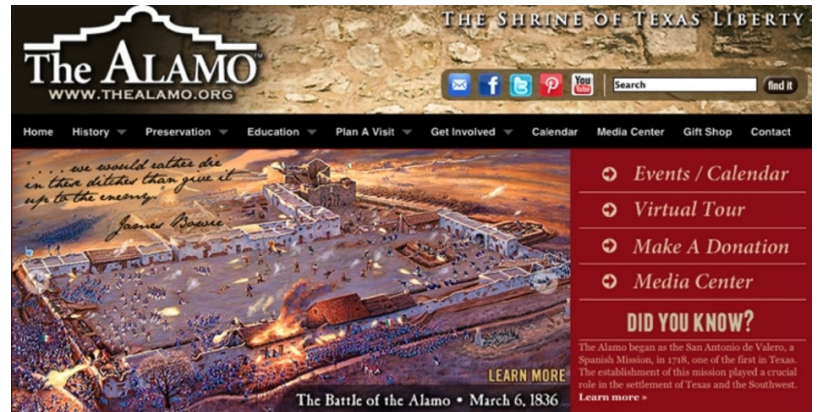 The Shrine of Texas Liberty
The ALAMO™
www.thealamo.org
You
Tube
Search
find it
Home History Preservation Education Plan A Visit Get Involved Calendar Media Center Gift Shop Contact
".....we would rather die
in these ditches than give it
up to the enemy."
James Bowie
Events / Calendar
Virtual Tour
Make A Donation
Media Center
DID YOU KNOW?
The Alamo began as the San Antonio de Valero, a
Spanish Mission, in 1718, one of the first in Texas.
The establishment of this mission played a crucial
role in the settlement of Texas and the Southwest.
Learn more »
LEARN MORE
The Battle of the Alamo • March 6, 1836